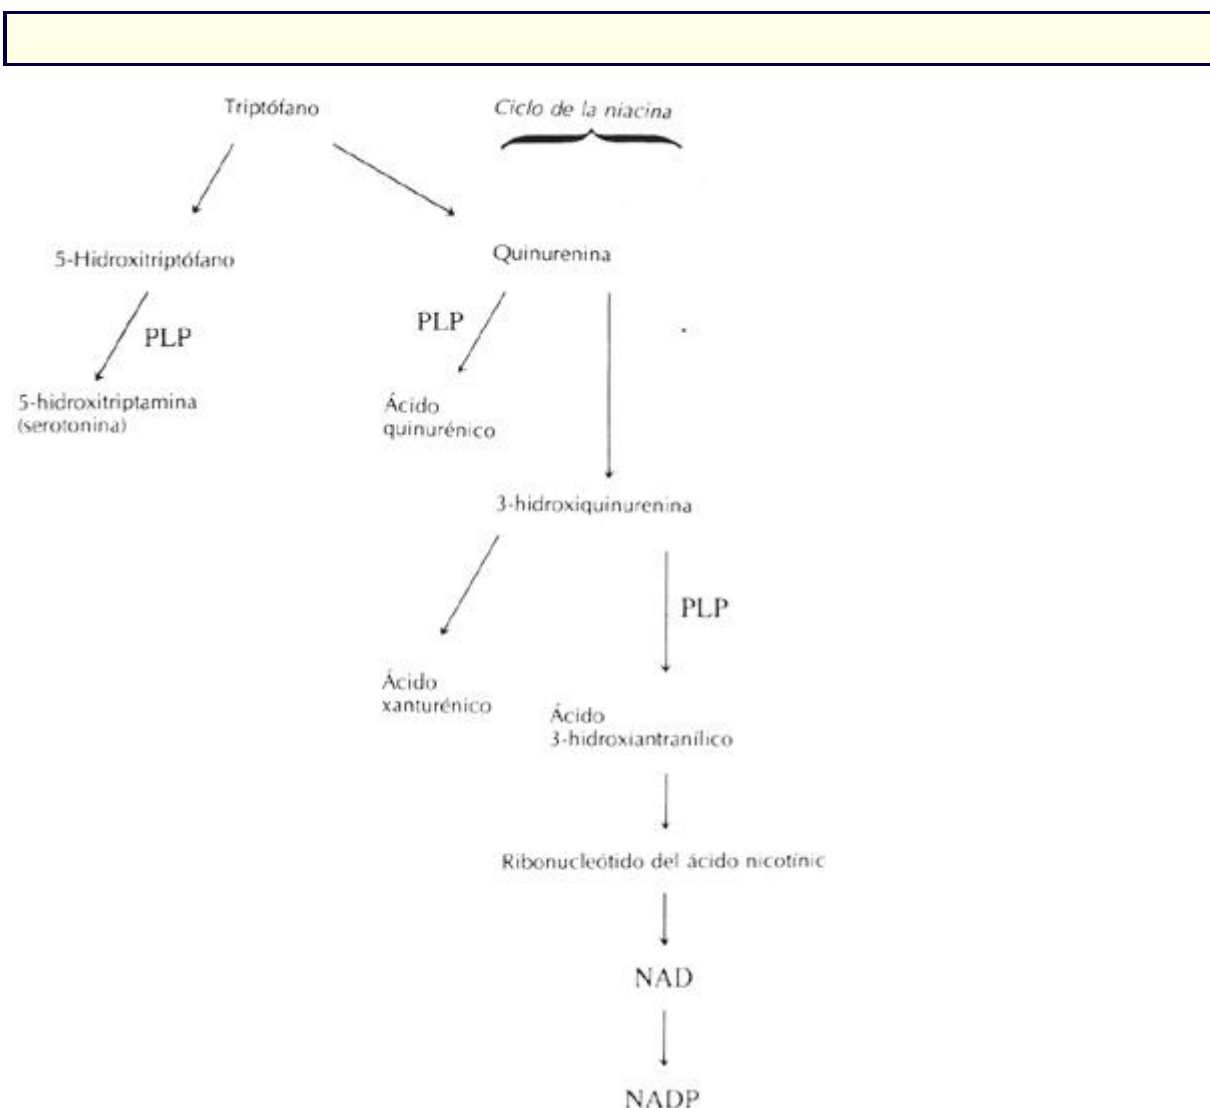 Triptófano
Ciclo de la niacina
5-Hidroxitriptófano
Quinurenina
PLP
PLP
5-hidroxitriptamina
(serotonina)
Ácido
quinurénico
3-hidroxiquinurenina
PLP
Ácido
xanturénico
Ácido
3-hidroxiantranílico
Ribonucleótido del ácido nicotínic
NAD
NADP